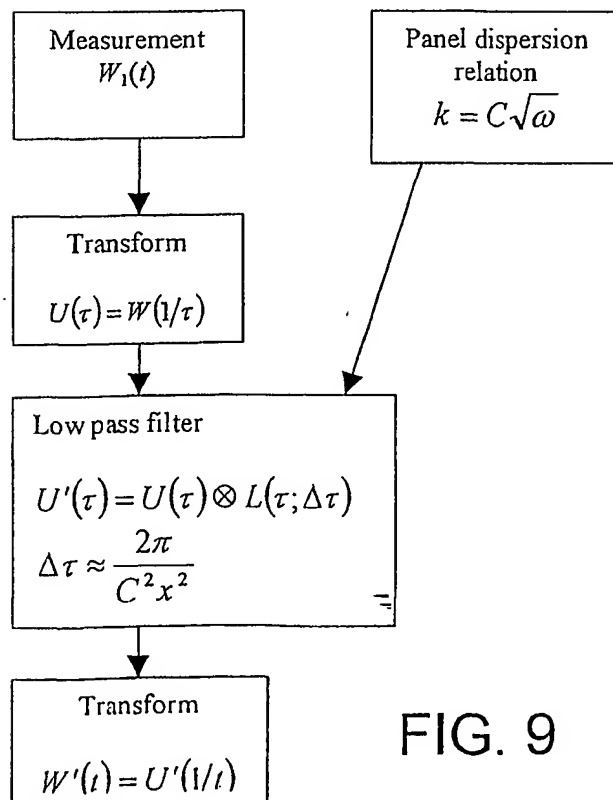 Measurement
W₁(t)
Panel dispersion
relation
k = C√ω
Transform
U(τ) = W(1/τ)
Low pass filter
U'(τ) = U(τ) ⊗ L(τ; Δτ)
Δτ ≈ 2π / C²x²
Transform
W'(t) = U'(1/t)
FIG. 9